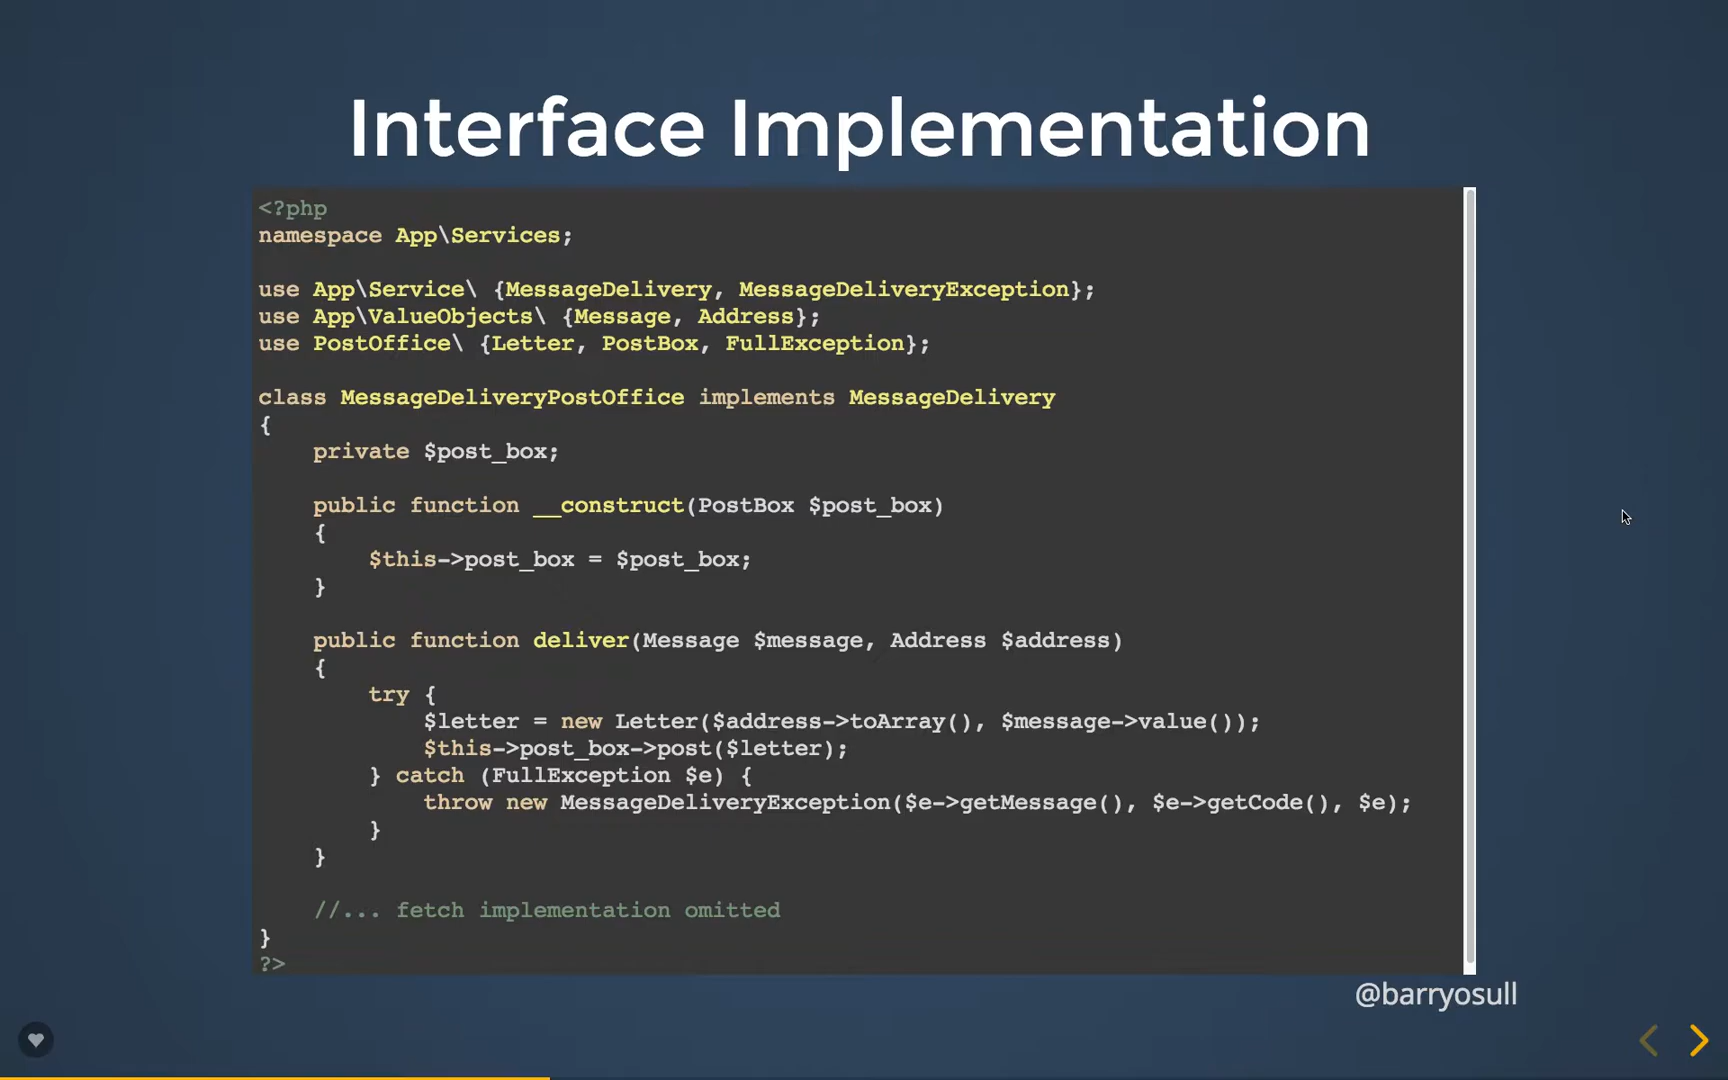 Interface Implementation
<?php
namespace App\Services;
use App\Service\ {MessageDelivery, MessageDeliveryException};
use App\ValueObjects\ {Message, Address};
use PostOffice\ {Letter, PostBox, FullException};
class MessageDeliveryPostOffice implements MessageDelivery
{
    private $post_box;
    public function __construct(PostBox $post_box)
    {
        $this->post_box = $post_box;
    }
    public function deliver(Message $message, Address $address)
    {
        try {
            $letter = new Letter($address->toArray(), $message->value());
            $this->post_box->post($letter);
        } catch (FullException $e) {
            throw new MessageDeliveryException($e->getMessage(), $e->getCode(), $e);
        }
    }
    //... fetch implementation omitted
}
?>
@barryosull